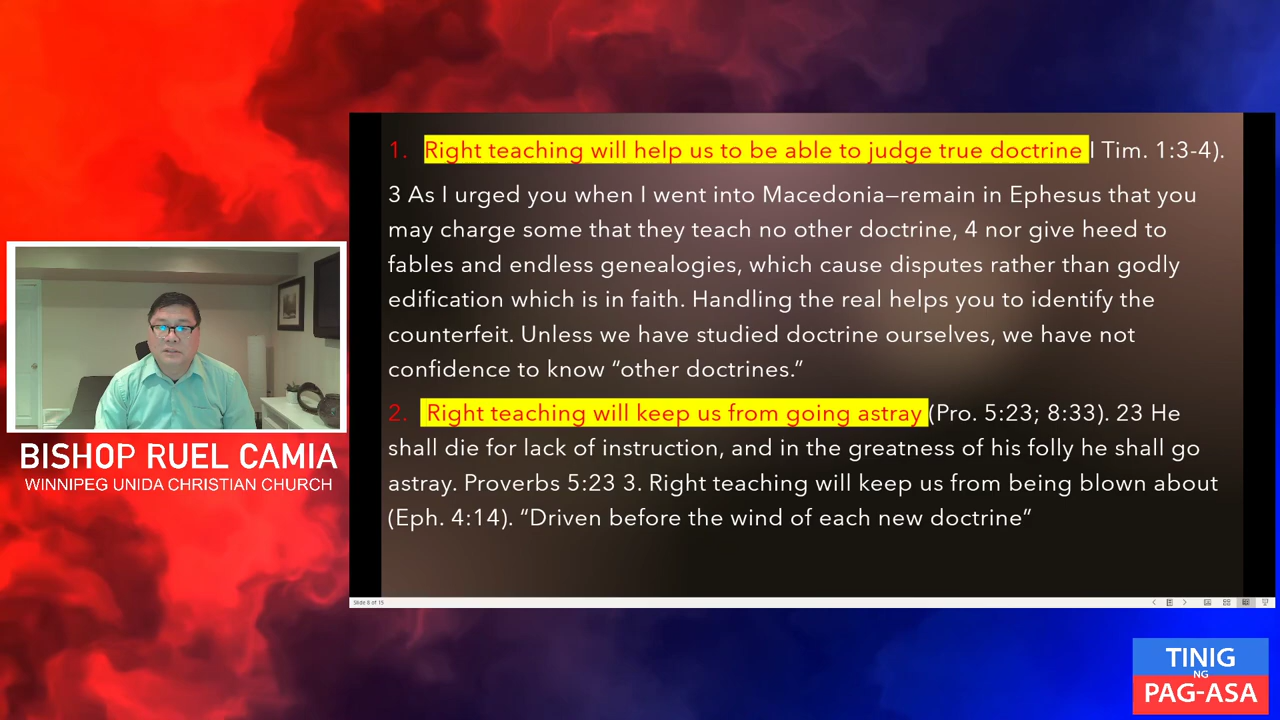 1. Right teaching will help us to be able to judge true doctrine I Tim. 1:3-4).
3 As I urged you when I went into Macedonia—remain in Ephesus that you
may charge some that they teach no other doctrine, 4 nor give heed to
fables and endless genealogies, which cause disputes rather than godly
edification which is in faith. Handling the real helps you to identify the
counterfeit. Unless we have studied doctrine ourselves, we have not
confidence to know “other doctrines.”
2. Right teaching will keep us from going astray (Pro. 5:23; 8:33). 23 He
shall die for lack of instruction, and in the greatness of his folly he shall go
astray. Proverbs 5:23 3. Right teaching will keep us from being blown about
(Eph. 4:14). “Driven before the wind of each new doctrine”
Slide 8 of 15
BISHOP RUEL CAMIA
WINNIPEG UNIDA CHRISTIAN CHURCH
TINIG
NG
PAG-ASA